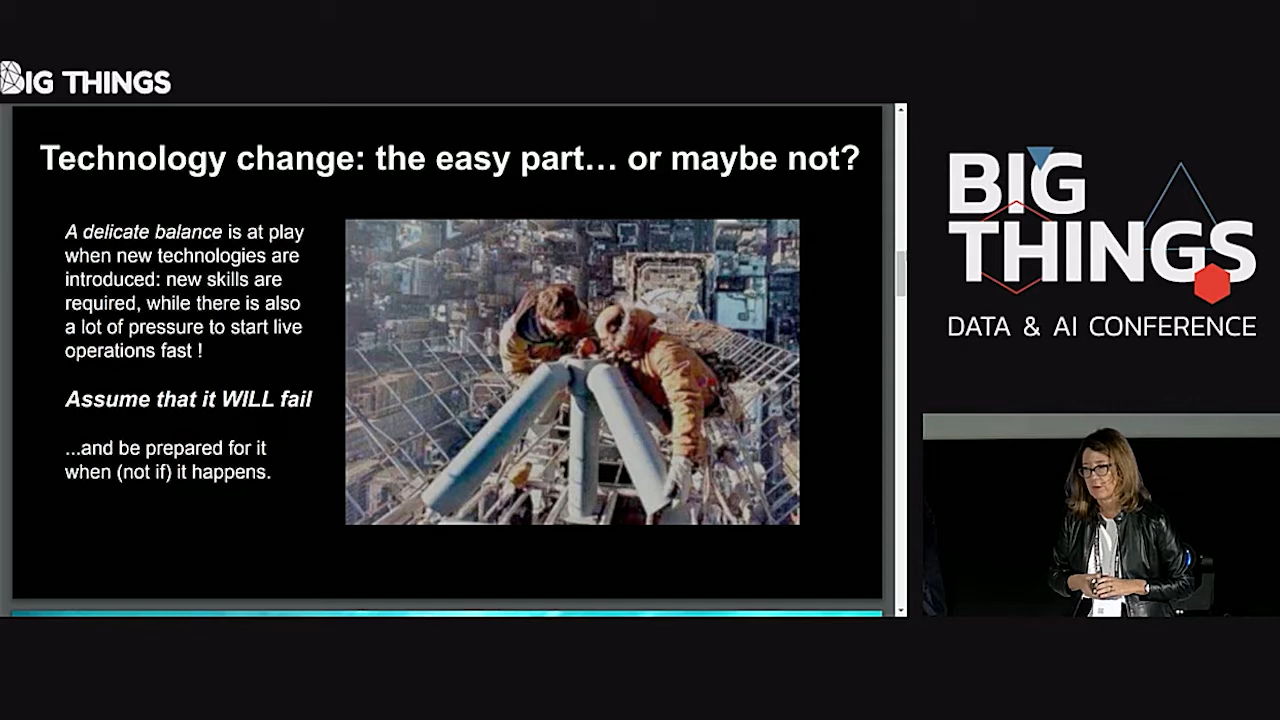 BIG THINGS
Technology change: the easy part… or maybe not?
A delicate balance is at play
when new technologies are
introduced: new skills are
required, while there is also
a lot of pressure to start live
operations fast !
Assume that it WILL fail
...and be prepared for it
when (not if) it happens.
BIG
THINGS
DATA & AI CONFERENCE